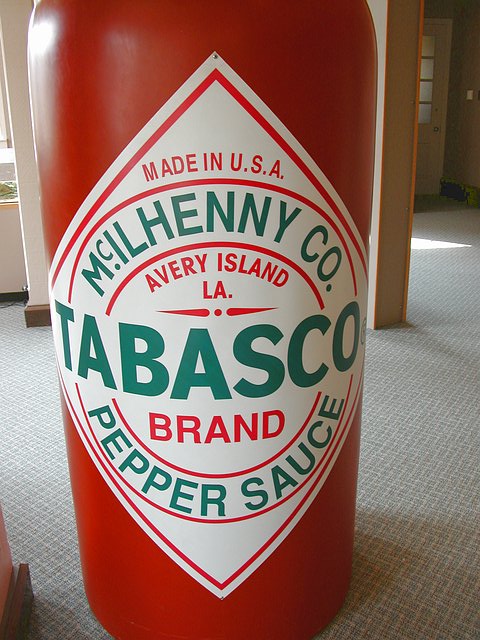 MADE IN U.S.A.
McILHENNY CO.
AVERY ISLAND
LA.
TABASCO
BRAND
PEPPER SAUCE